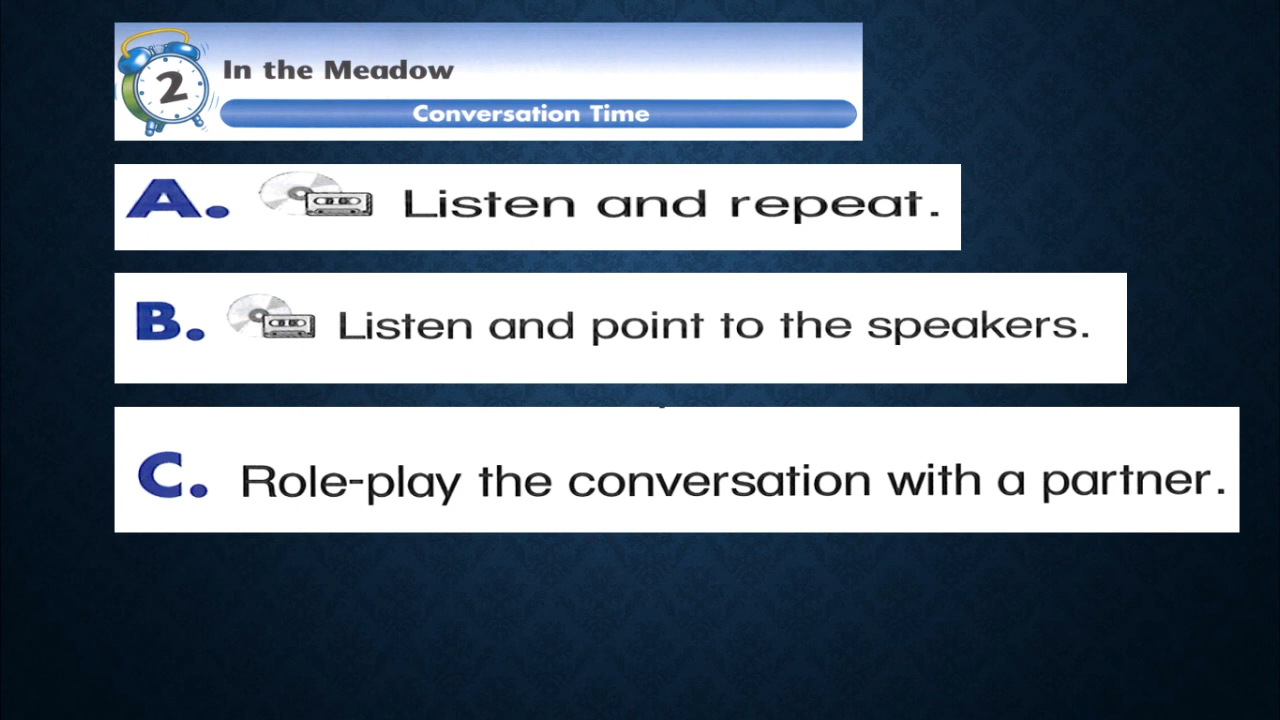 2
In the Meadow
Conversation Time
A. Listen and repeat.
B. Listen and point to the speakers.
C. Role-play the conversation with a partner.